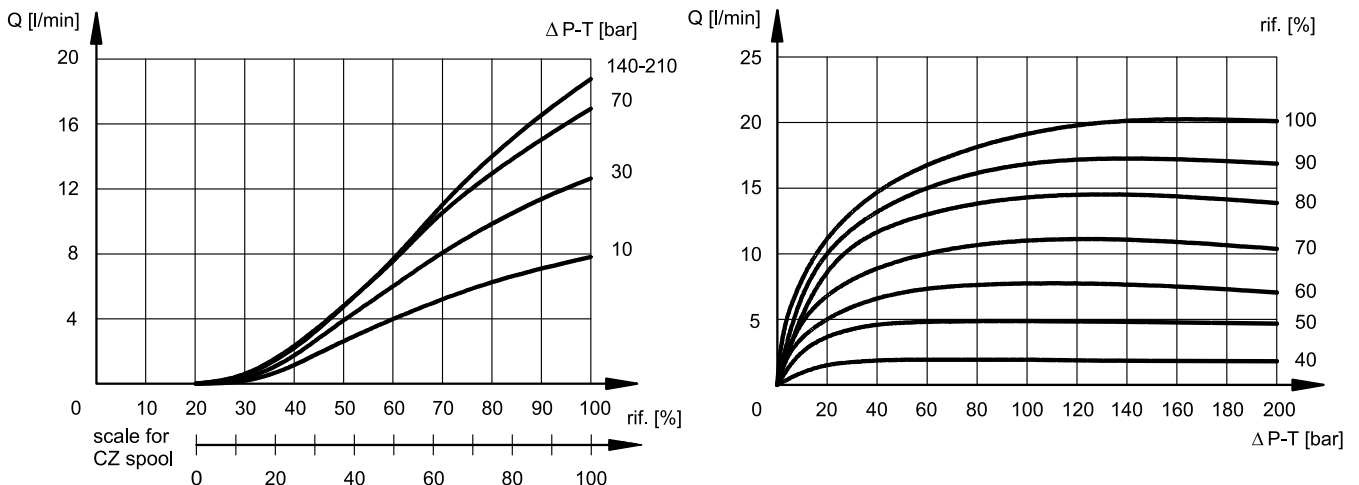 Q [l/min]
Δ P-T [bar]
20
16
12
8
4
140-210
70
30
10
0 10 20 30 40 50 60 70 80 90 100
rif. [%]
scale for
CZ spool
0 20 40 60 80 100
Q [l/min]
rif. [%]
25
20
15
10
5
100
90
80
70
60
50
40
0 20 40 60 80 100 120 140 160 180 200
Δ P-T [bar]